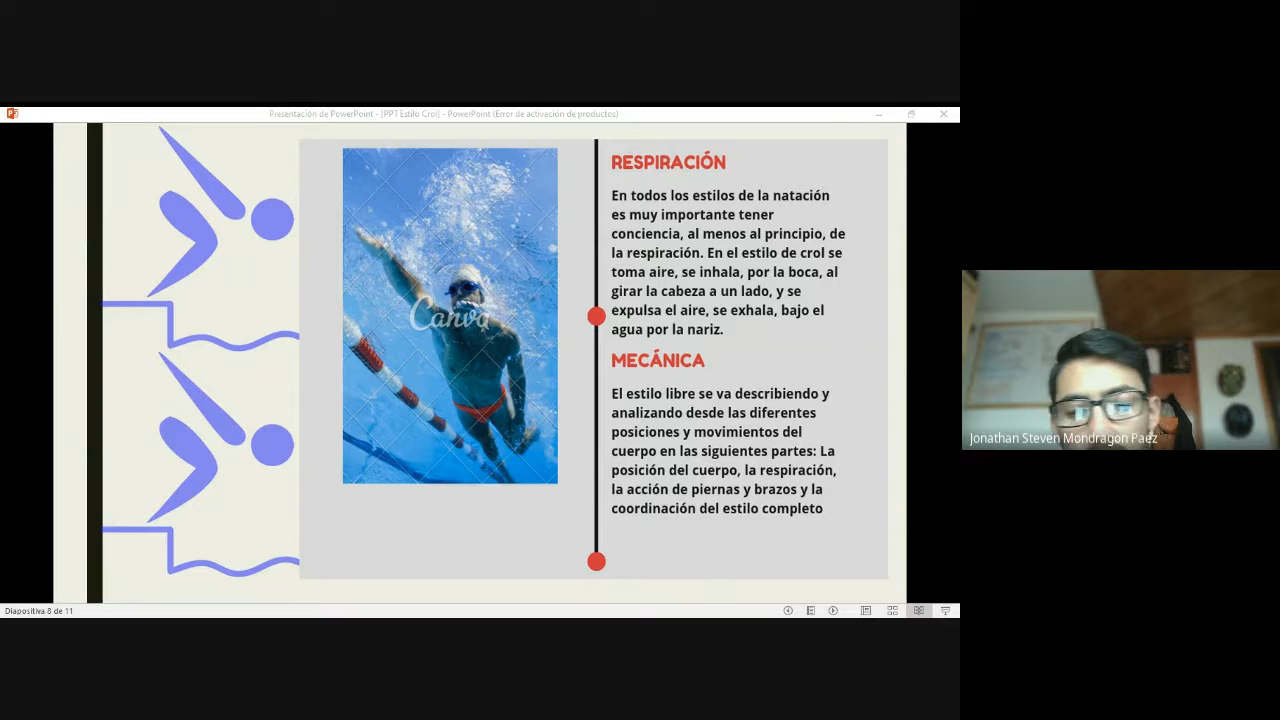 Presentación de PowerPoint - [PPT Estilo Crol] - PowerPoint (Error de activación de productos)
RESPIRACIÓN
En todos los estilos de la natación
es muy importante tener
conciencia, al menos al principio, de
la respiración. En el estilo de crol se
toma aire, se inhala, por la boca, al
girar la cabeza a un lado, y se
expulsa el aire, se exhala, bajo el
agua por la nariz.
MECÁNICA
El estilo libre se va describiendo y
analizando desde las diferentes
posiciones y movimientos del
cuerpo en las siguientes partes: La
posición del cuerpo, la respiración,
la acción de piernas y brazos y la
coordinación del estilo completo
Canva
Jonathan Steven Mondragon Paez
Diapositiva 8 de 11